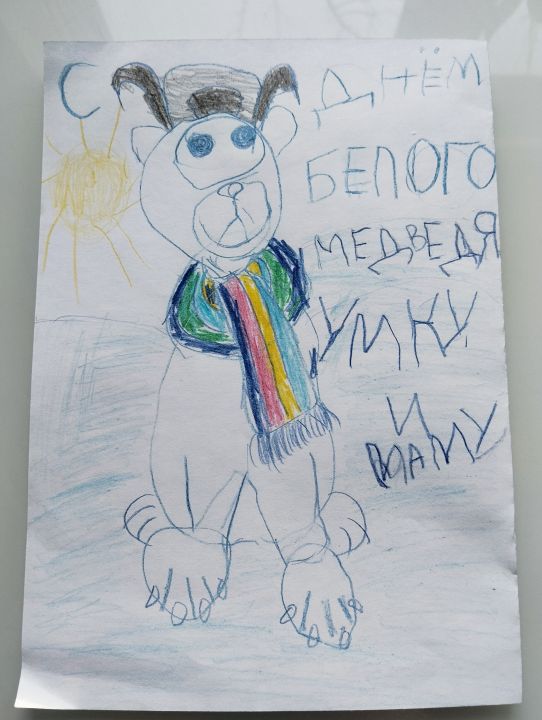 С ДНЁМ
БЕЛОГО
МЕДВЕДЯ
УМКУ
И
МАМУ